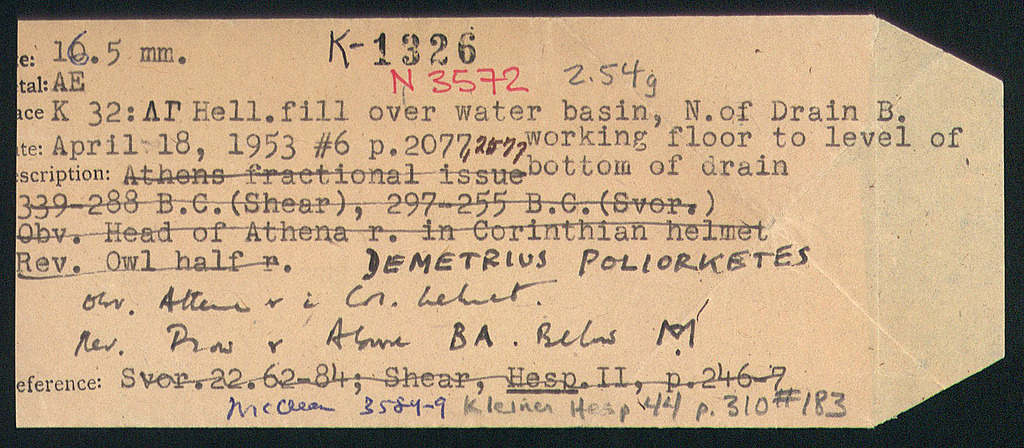 e: 16.5 mm. K-1326
tal: AE N 3572 2.54g
ace K 32: ΔΓ Hell. fill over water basin, N. of Drain B.
te: April 18, 1953 #6 p.2077, 2077 working floor to level of
scription: Athens fractional issue bottom of drain
339-288 B.C. (Shear), 297-255 B.C. (Svor.)
Obv. Head of Athena r. in Corinthian helmet
Rev. Owl half r. DEMETRIUS POLIORKETES
Obv. Athena r i Cor. helmet.
Rev. Prow r Above BA. Below
eference: Svor. 22.62-84; Shear, Hesp. II, p.246-7
McClean 3589-9 Kleiner Hesp 44 p. 310 #183